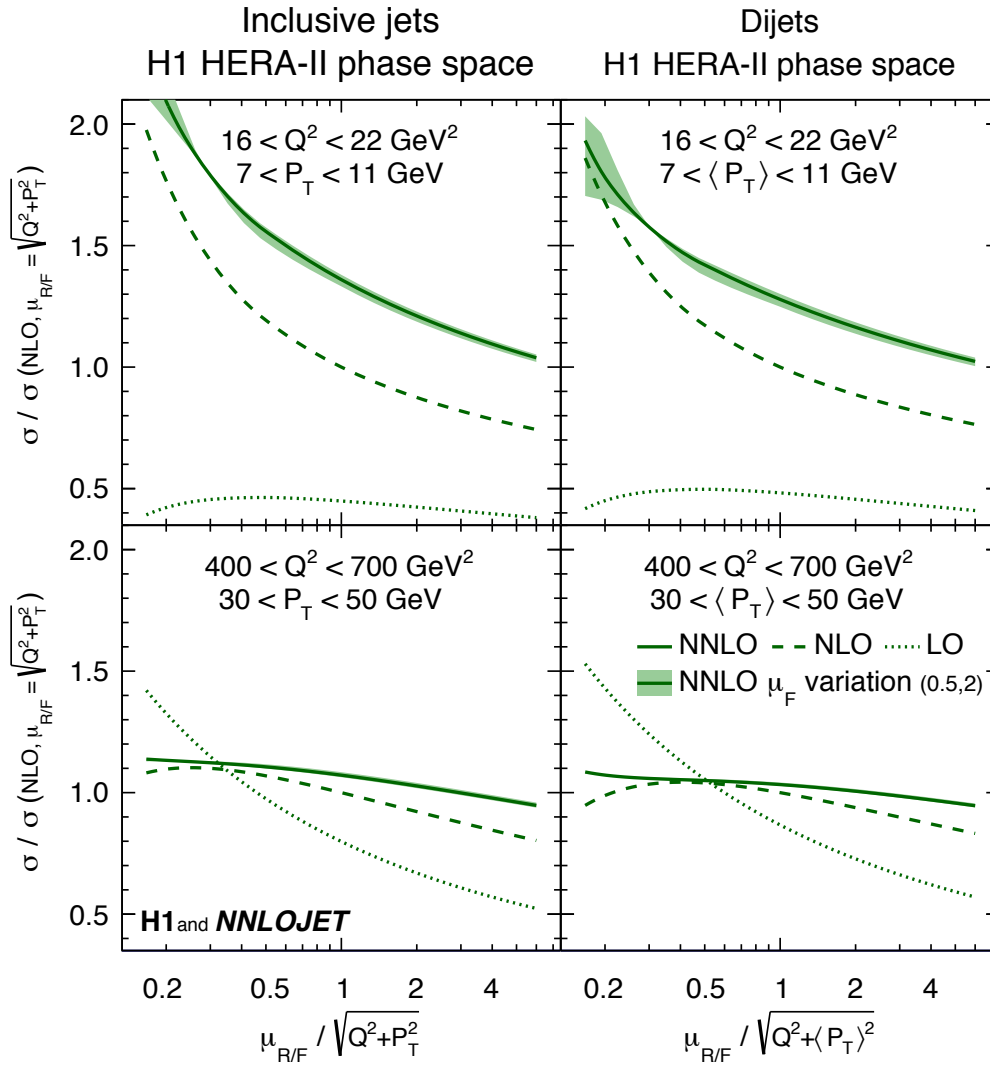 Inclusive jets
H1 HERA-II phase space
Dijets
H1 HERA-II phase space
σ / σ (NLO, μ_R/F = √Q²+P_T²)
2.0
1.5
1.0
0.5
16 < Q² < 22 GeV²
7 < P_T < 11 GeV
16 < Q² < 22 GeV²
7 < ⟨P_T⟩ < 11 GeV
σ / σ (NLO, μ_R/F = √Q²+P_T²)
2.0
1.5
1.0
0.5
400 < Q² < 700 GeV²
30 < P_T < 50 GeV
H1 and NNLOJET
400 < Q² < 700 GeV²
30 < ⟨P_T⟩ < 50 GeV
NNLO NLO LO
NNLO μ_F variation (0.5,2)
0.2 0.5 1 2 4
0.2 0.5 1 2 4
μ_R/F / √Q²+P_T²
μ_R/F / √Q²+⟨P_T⟩²